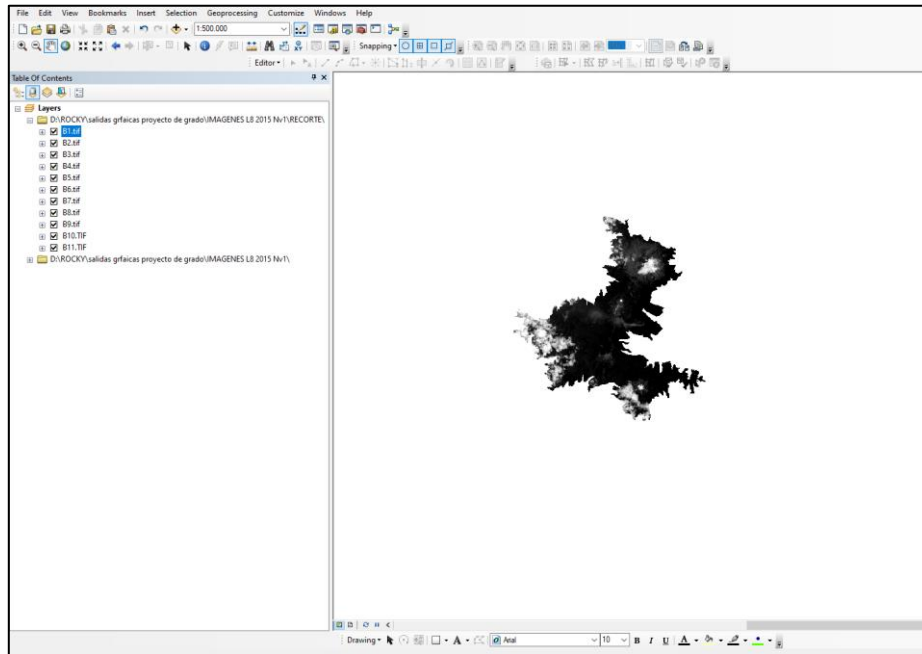 File Edit View Bookmarks Insert Selection Geoprocessing Customize Windows Help
1:500.000
Snapping
Editor
Table Of Contents
Layers
D:\ROCKY\salidas grfaicas proyecto de grado\IMAGENES L8 2015 Nv1\RECORTE\
B1.tif
B2.tif
B3.tif
B4.tif
B5.tif
B6.tif
B7.tif
B8.tif
B9.tif
B10.TIF
B11.TIF
D:\ROCKY\salidas grfaicas proyecto de grado\IMAGENES L8 2015 Nv1\
Drawing A Arial 10 B I U A